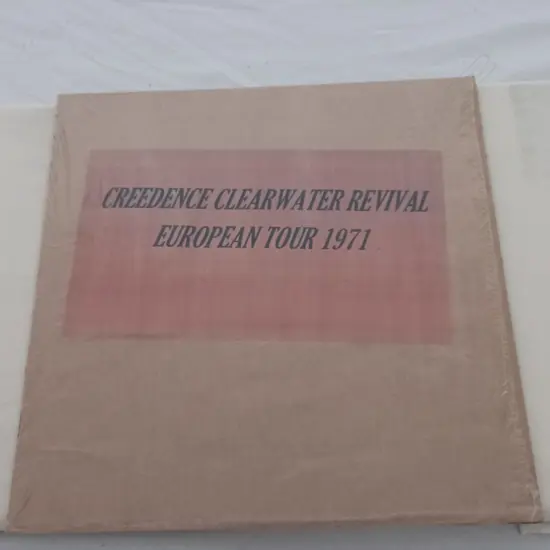 CREEDENCE CLEARWATER REVIVAL
EUROPEAN TOUR 1971